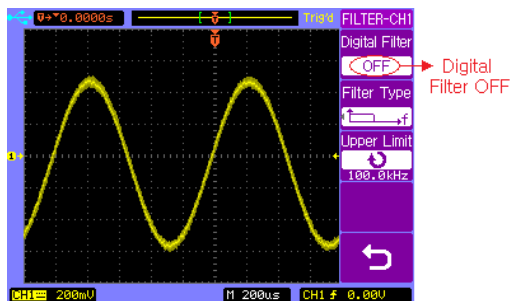 0.0000s Trig'd FILTER-CH1
Digital Filter
OFF
Digital
Filter OFF
Filter Type
f
Upper Limit
100.0kHz
1
CH1 200mV M 200us CH1 f 0.00V